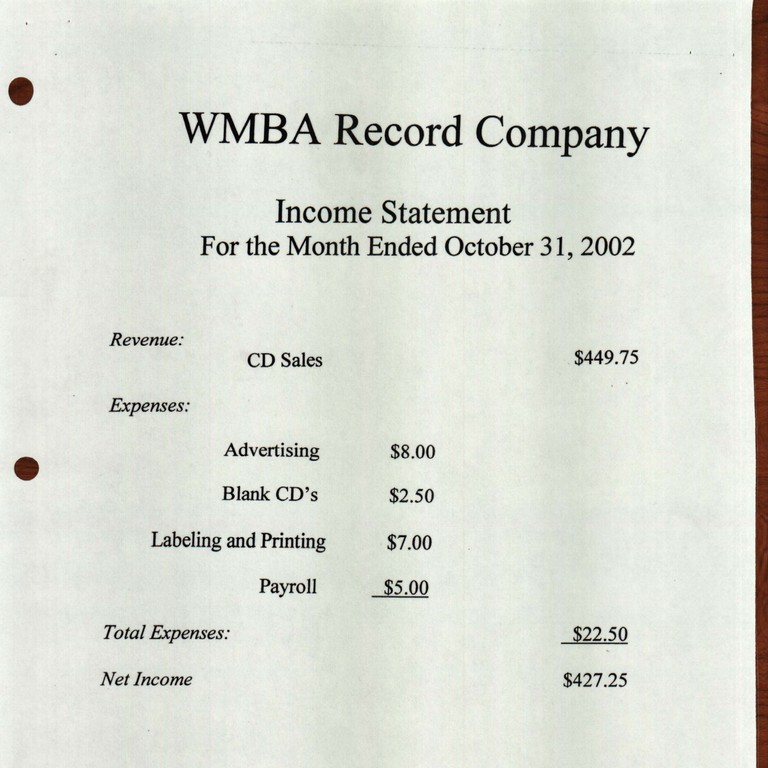 WMBA Record Company
Income Statement
For the Month Ended October 31, 2002
Revenue:
CD Sales $449.75
Expenses:
Advertising $8.00
Blank CD's $2.50
Labeling and Printing $7.00
Payroll $5.00
Total Expenses: $22.50
Net Income $427.25